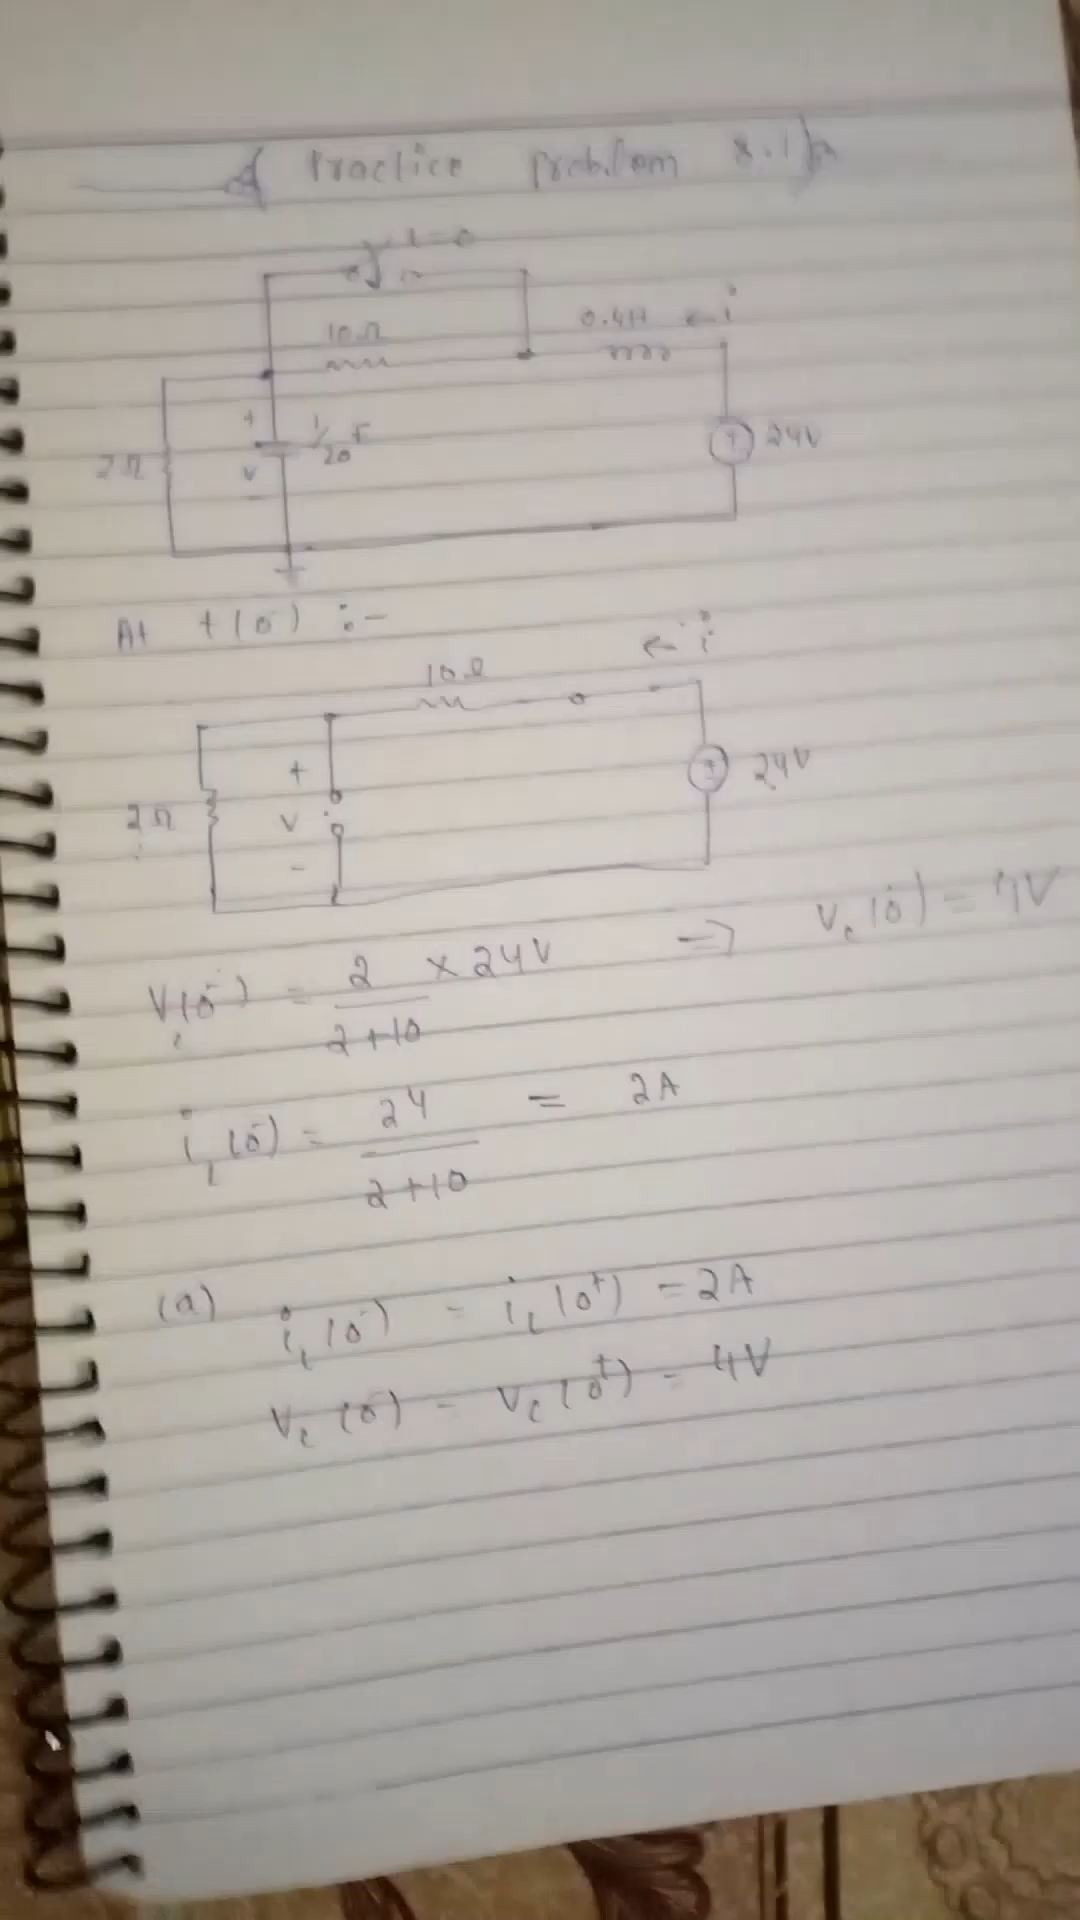 Practice Problem 8.1
t=0
10Ω 0.4H ← i
+
2Ω v 1/20 F + 24V
-
At t(0⁻) :-
10Ω ← i
+
2Ω v + 24V
-
V_c(0⁻) = 2/(2+10) × 24V => V_c(0⁻) = 4V
i_L(0⁻) = 24/(2+10) = 2A
(a) i_L(0⁻) = i_L(0⁺) = 2A
V_c(0⁻) = V_c(0⁺) = 4V